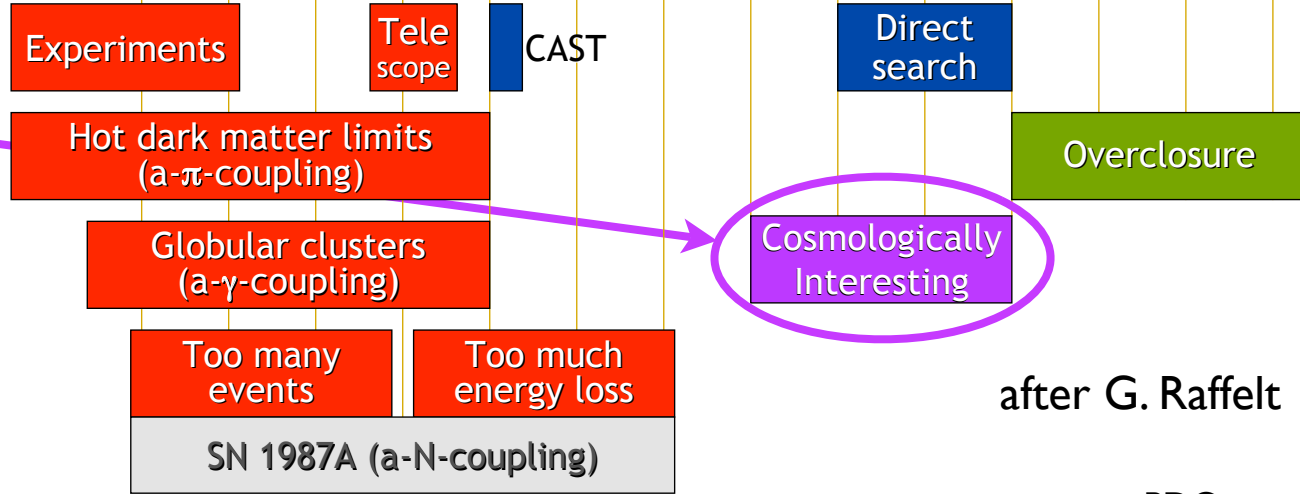 Experiments
Tele
scope
CAST
Direct
search
Hot dark matter limits
(a-π-coupling)
Overclosure
Globular clusters
(a-γ-coupling)
Cosmologically
Interesting
Too many
events
Too much
energy loss
after G. Raffelt
SN 1987A (a-N-coupling)